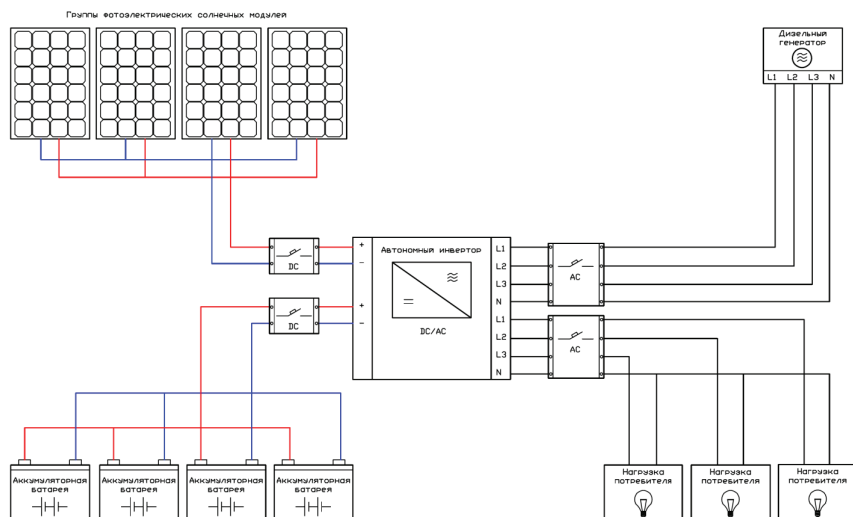 Группы фотоэлектрических солнечных модулей
Дизельный
генератор
L1 L2 L3 N
+
−
DC
Автономный инвертор
DC/AC
L1
L2
L3
N
AC
+
−
DC
L1
L2
L3
N
AC
Аккумуляторная
батарея
Аккумуляторная
батарея
Аккумуляторная
батарея
Аккумуляторная
батарея
Нагрузка
потребителя
Нагрузка
потребителя
Нагрузка
потребителя